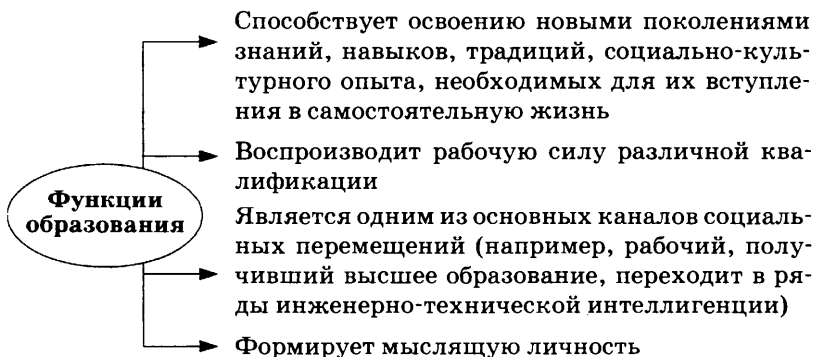 Функции
образования
Способствует освоению новыми поколениями
знаний, навыков, традиций, социально-куль-
турного опыта, необходимых для их вступле-
ния в самостоятельную жизнь
Воспроизводит рабочую силу различной ква-
лификации
Является одним из основных каналов социаль-
ных перемещений (например, рабочий, полу-
чивший высшее образование, переходит в ря-
ды инженерно-технической интеллигенции)
Формирует мыслящую личность